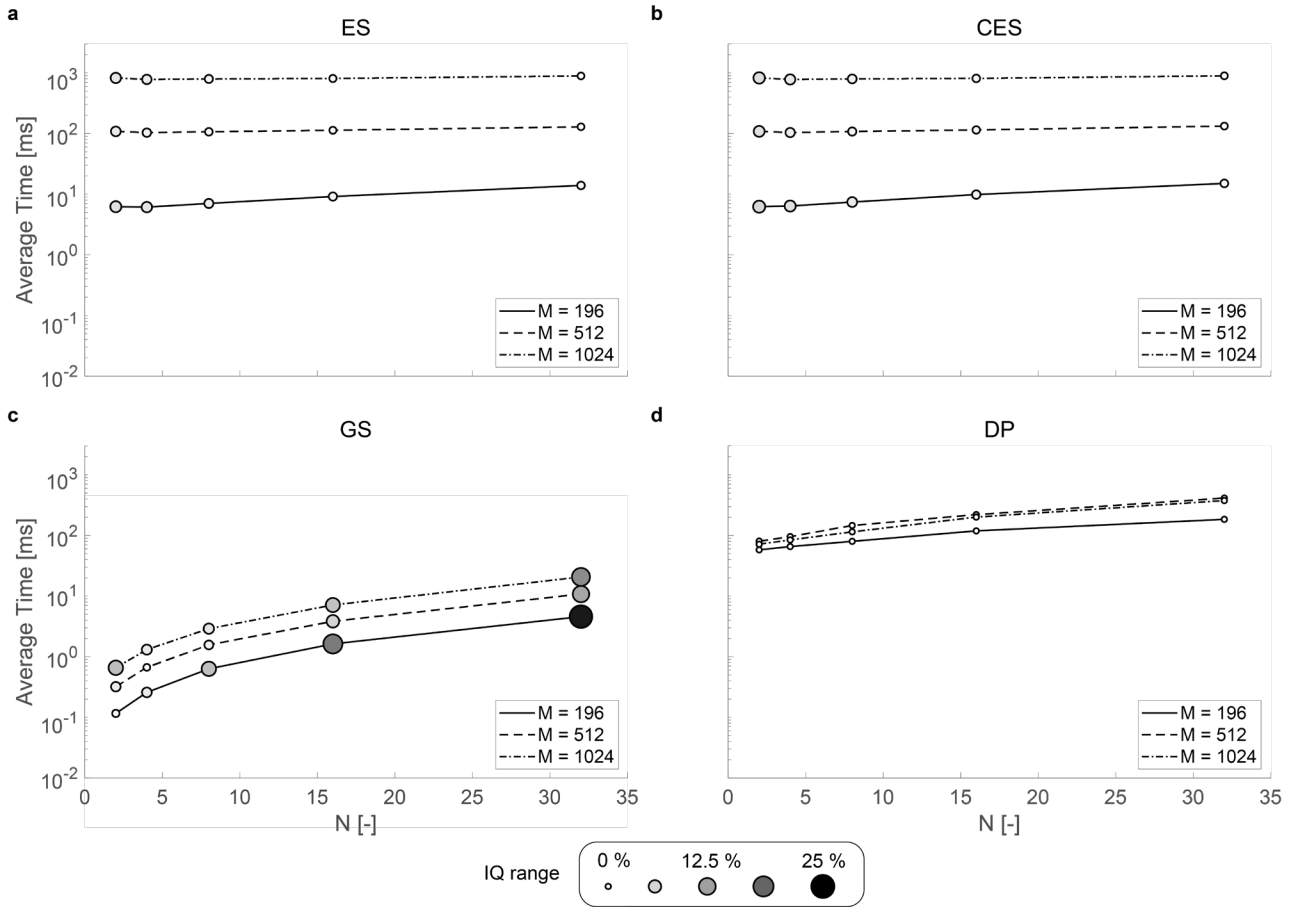 a
ES
Average Time [ms]
10^3
10^2
10^1
10^0
10^-1
10^-2
M = 196
M = 512
M = 1024
b
CES
M = 196
M = 512
M = 1024
c
GS
Average Time [ms]
10^3
10^2
10^1
10^0
10^-1
10^-2
0 5 10 15 20 25 30 35
N [-]
M = 196
M = 512
M = 1024
d
DP
M = 196
M = 512
M = 1024
0 5 10 15 20 25 30 35
N [-]
IQ range
0 % 12.5 % 25 %